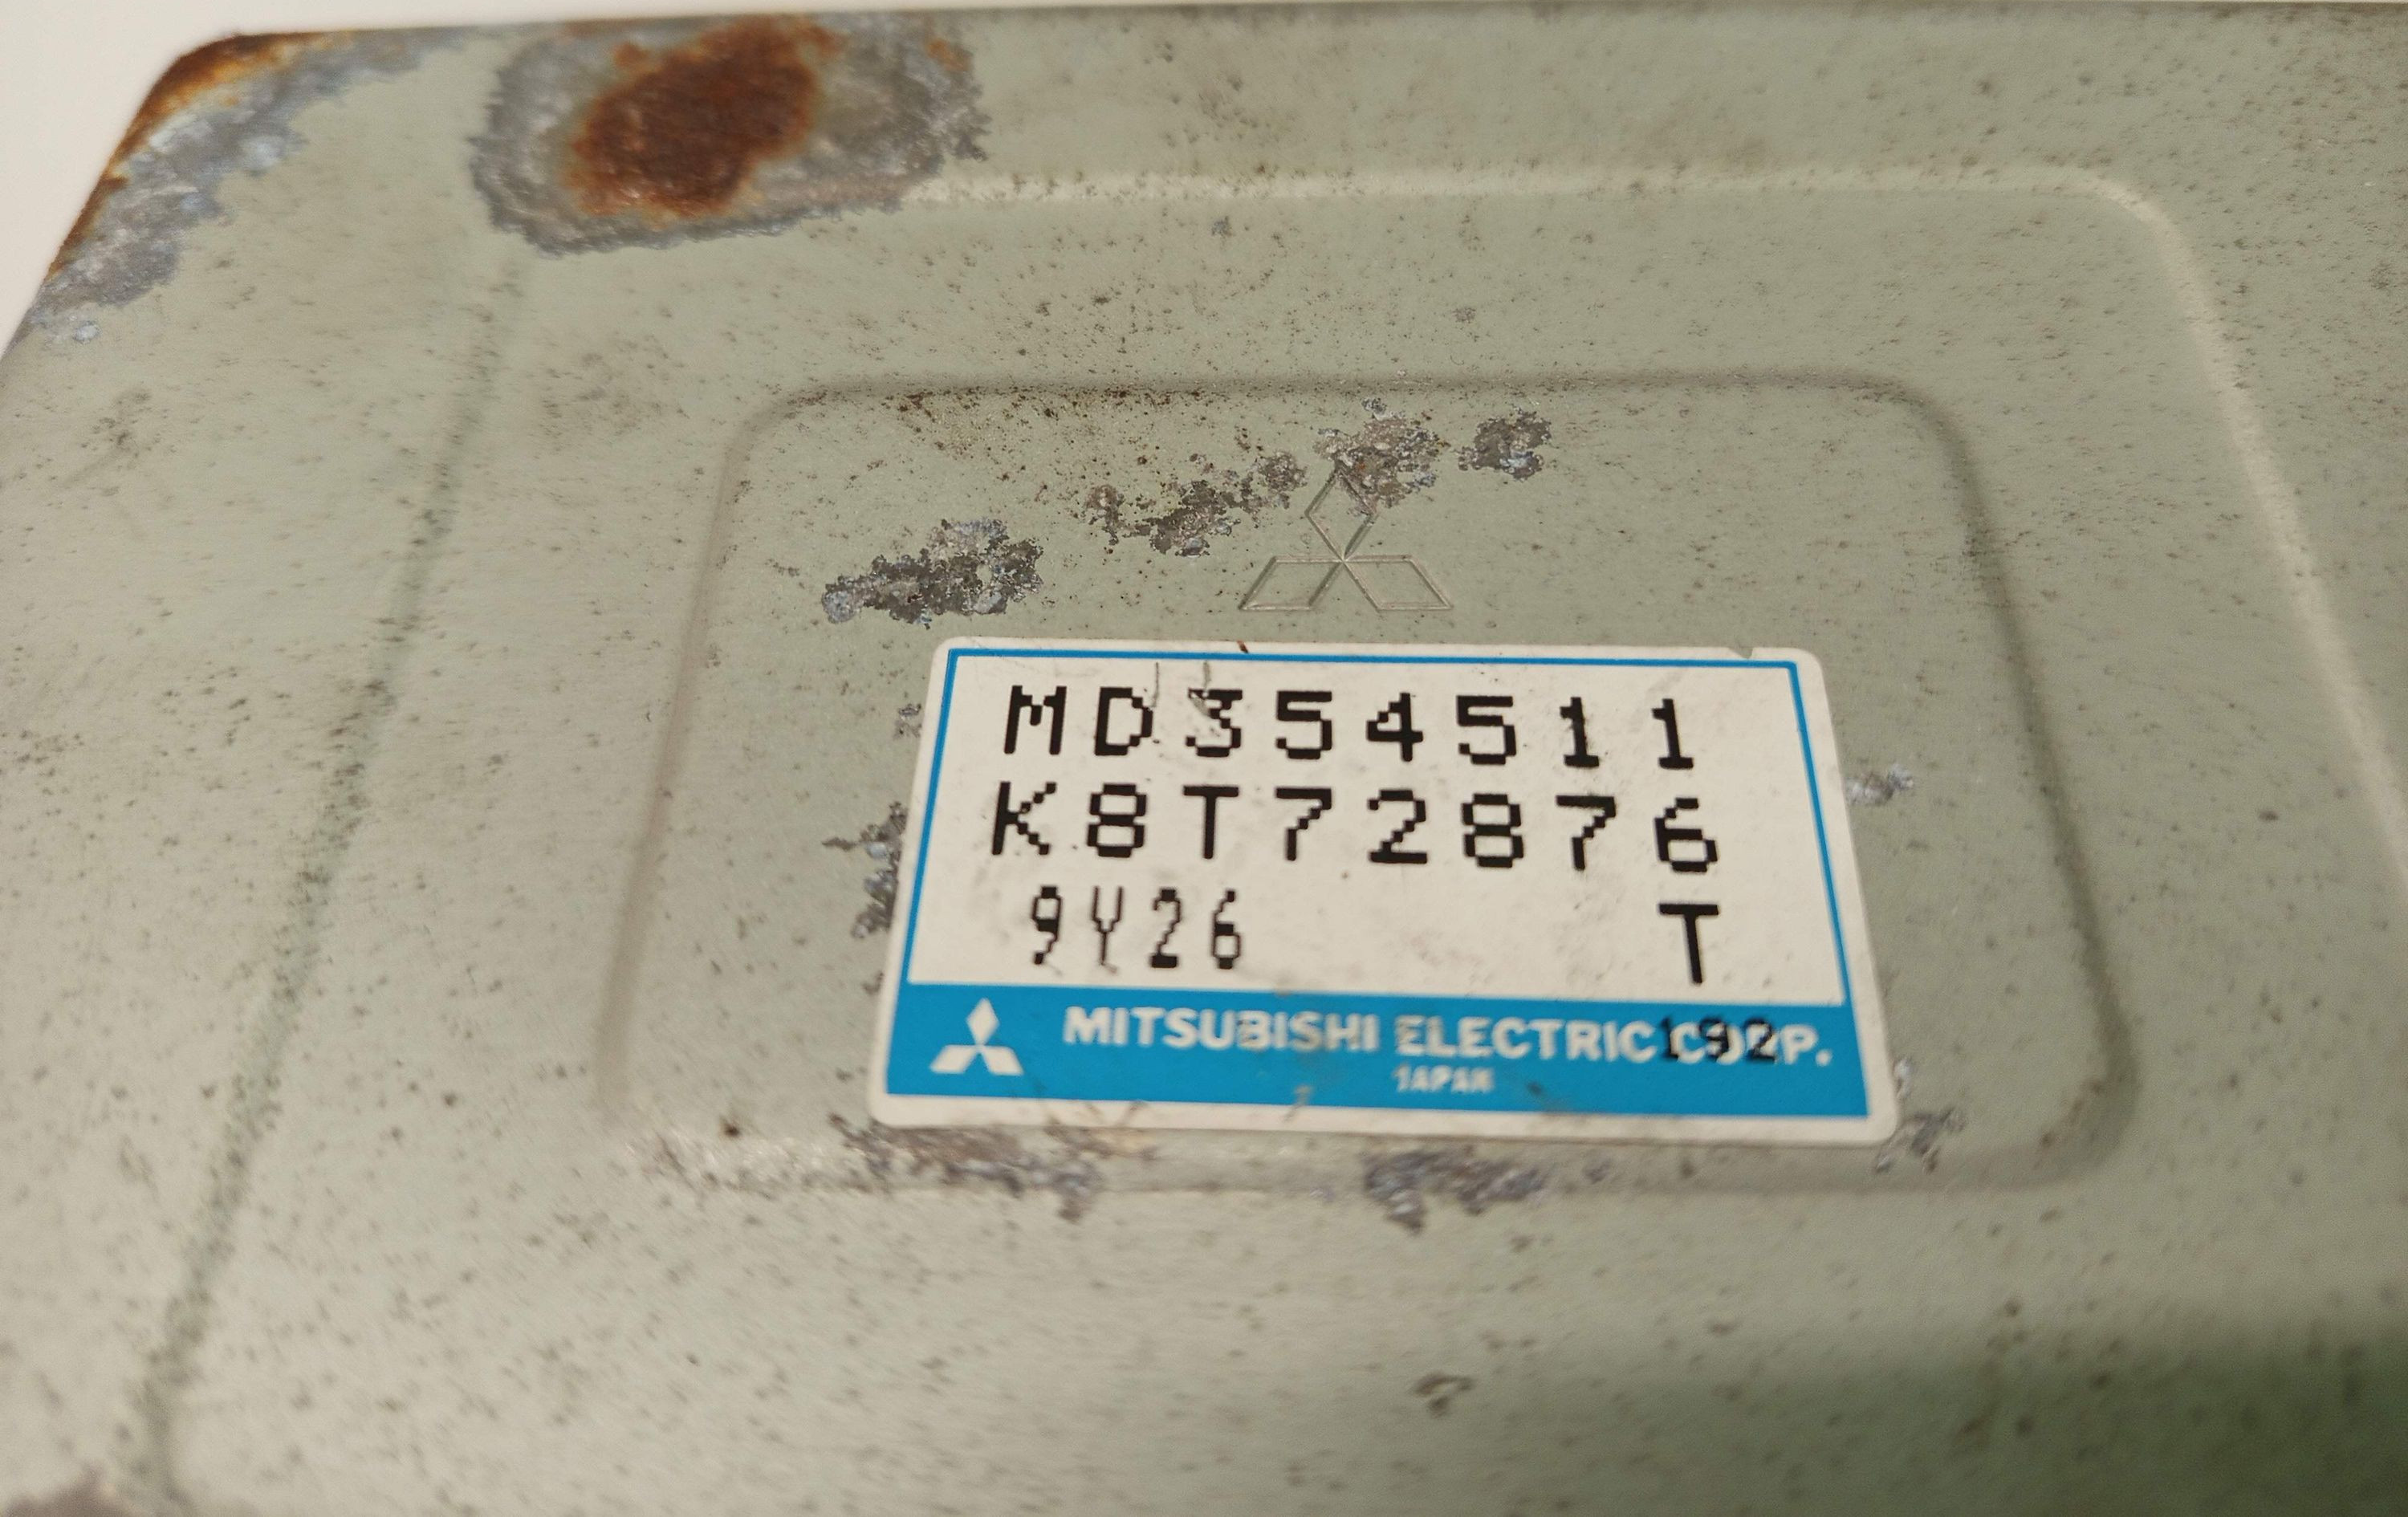 MD354511
K8T72876
9Y26 T
MITSUBISHI ELECTRIC CORP.
192
JAPAN